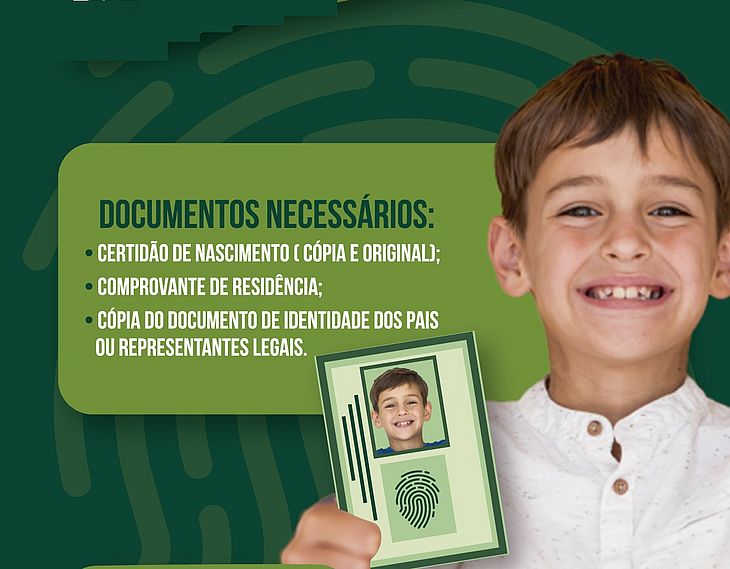 DOCUMENTOS NECESSÁRIOS:
• CERTIDÃO DE NASCIMENTO ( CÓPIA E ORIGINAL);
• COMPROVANTE DE RESIDÊNCIA;
• CÓPIA DO DOCUMENTO DE IDENTIDADE DOS PAIS
OU REPRESENTANTES LEGAIS.